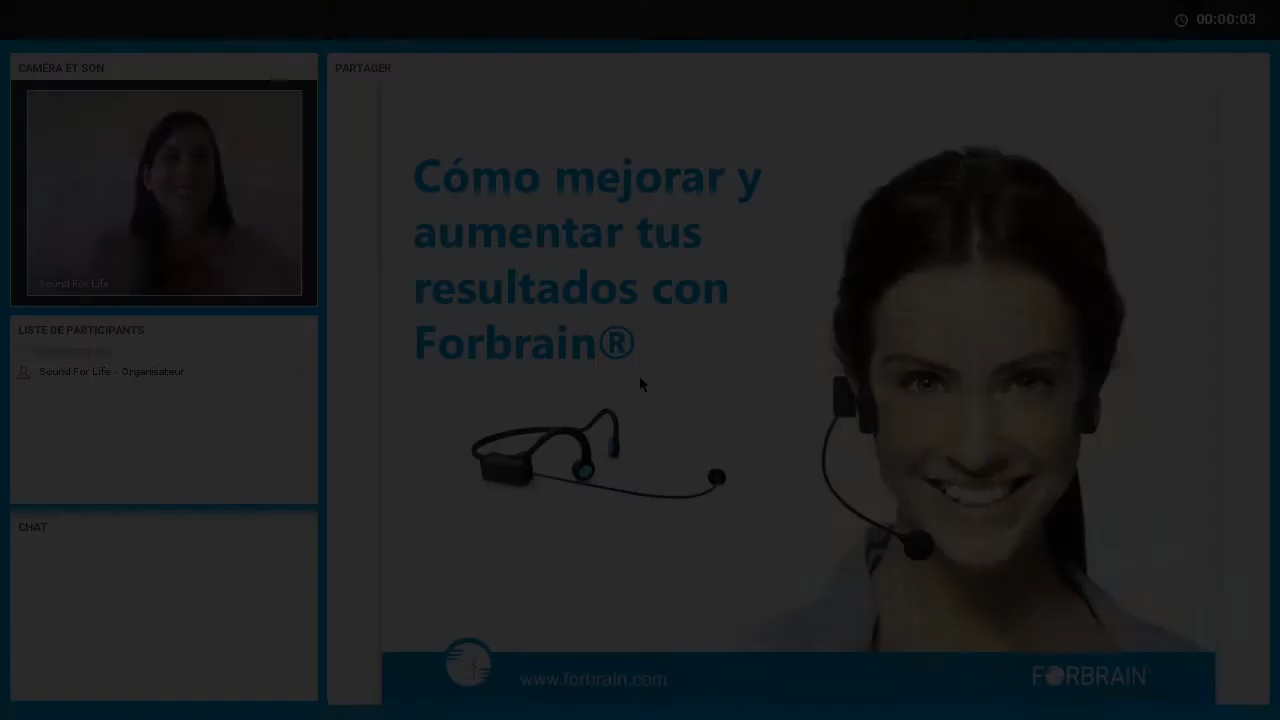 00:00:03
CAMÉRA ET SON
Sound For Life
LISTE DE PARTICIPANTS
Sound For Life - Organisateur
CHAT
PARTAGER
Cómo mejorar y
aumentar tus
resultados con
Forbrain®
www.forbrain.com
FORBRAIN